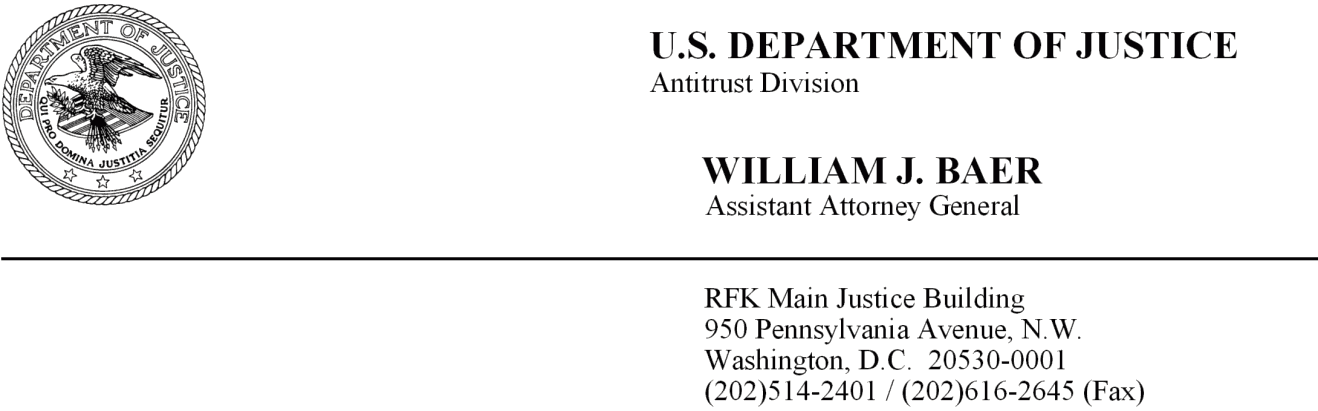 DEPARTMENT OF JUSTICE
QUI PRO DOMINA JUSTITIA SEQUITUR
U.S. DEPARTMENT OF JUSTICE
Antitrust Division
WILLIAM J. BAER
Assistant Attorney General
RFK Main Justice Building
950 Pennsylvania Avenue, N.W.
Washington, D.C.  20530-0001
(202)514-2401 / (202)616-2645 (Fax)